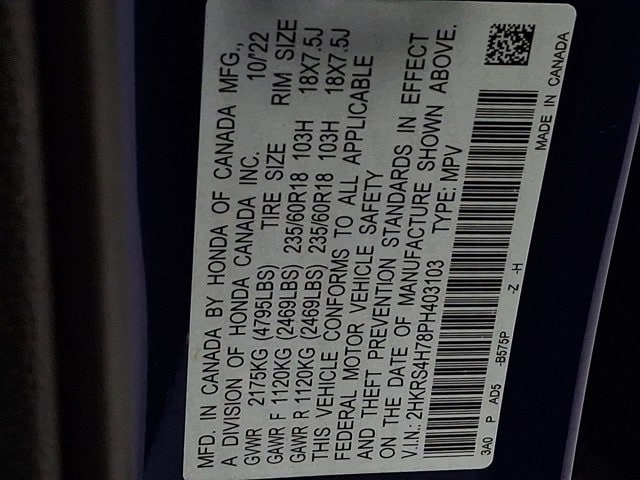 MFD. IN CANADA BY HONDA OF CANADA MFG.,
A DIVISION OF HONDA CANADA INC. 10/22
GVWR 2175KG (4795LBS) TIRE SIZE RIM SIZE
GAWR F 1120KG (2469LBS) 235/60R18 103H 18X7.5J
GAWR R 1120KG (2469LBS) 235/60R18 103H 18X7.5J
THIS VEHICLE CONFORMS TO ALL APPLICABLE
FEDERAL MOTOR VEHICLE SAFETY
AND THEFT PREVENTION STANDARDS IN EFFECT
ON THE DATE OF MANUFACTURE SHOWN ABOVE.
V.I.N.: 2HKRS4H78PH403103 TYPE: MPV
3A0 P AD5 -B575P -Z -H
MADE IN CANADA